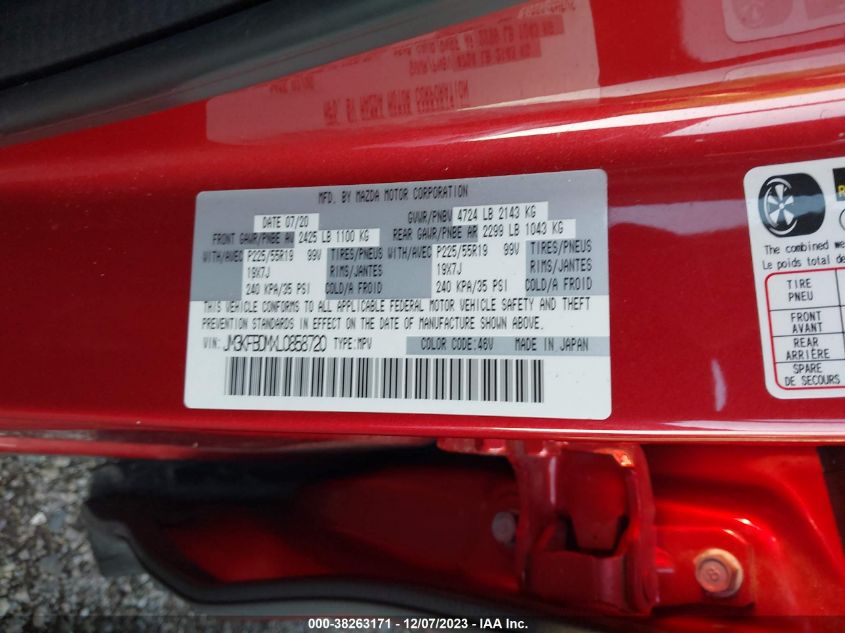 MFD. BY MAZDA MOTOR CORPORATION
DATE 07/20 GVWR/PNBV 4724 LB 2143 KG
FRONT GAWR/PNBE AV 2425 LB 1100 KG REAR GAWR/PNBE AR 2299 LB 1043 KG
WITH/AVEC P225/55R19 99V TIRES/PNEUS WITH/AVEC P225/55R19 99V TIRES/PNEUS
19X7J RIMS/JANTES 19X7J RIMS/JANTES
240 KPA/35 PSI COLD/A FROID 240 KPA/35 PSI COLD/A FROID
THIS VEHICLE CONFORMS TO ALL APPLICABLE FEDERAL MOTOR VEHICLE SAFETY AND THEFT
PREVENTION STANDARDS IN EFFECT ON THE DATE OF MANUFACTURE SHOWN ABOVE.
VIN: JM3KFBDMXL0858720 TYPE:MPV COLOR CODE:46V MADE IN JAPAN
The combined
Le poids total
TIRE
PNEU
FRONT
AVANT
REAR
ARRIÈRE
SPARE
DE SECOURS
000-38263171 - 12/07/2023 - IAA Inc.